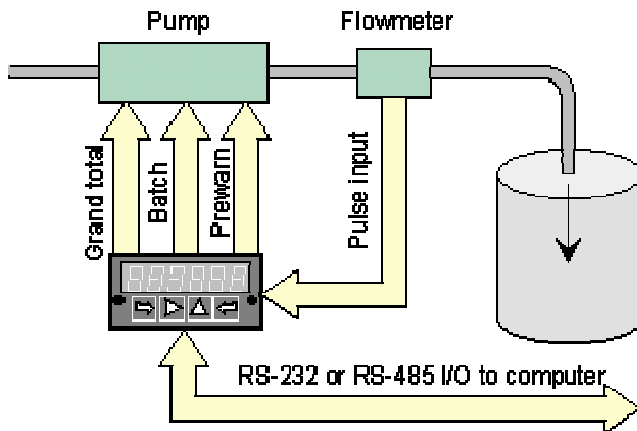 Pump
Flowmeter
Grand total
Batch
Prewarn
Pulse input
RS-232 or RS-485 I/O to computer